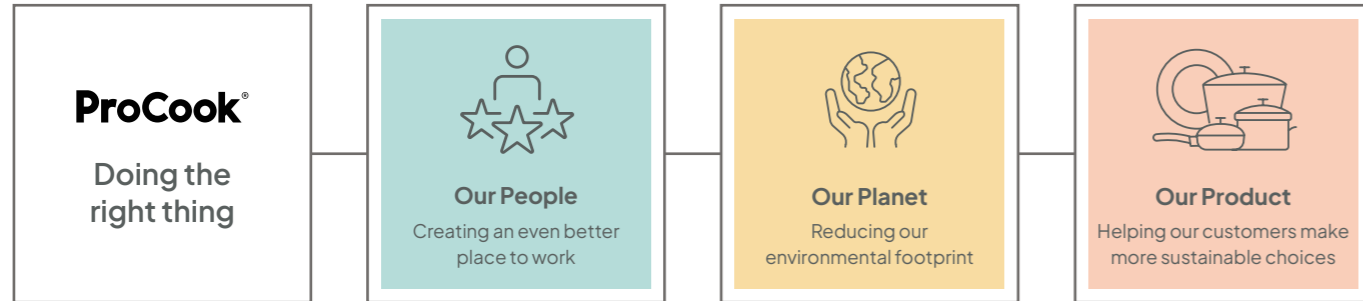 ProCook®
Doing the
right thing
Our People
Creating an even better
place to work
Our Planet
Reducing our
environmental footprint
Our Product
Helping our customers make
more sustainable choices